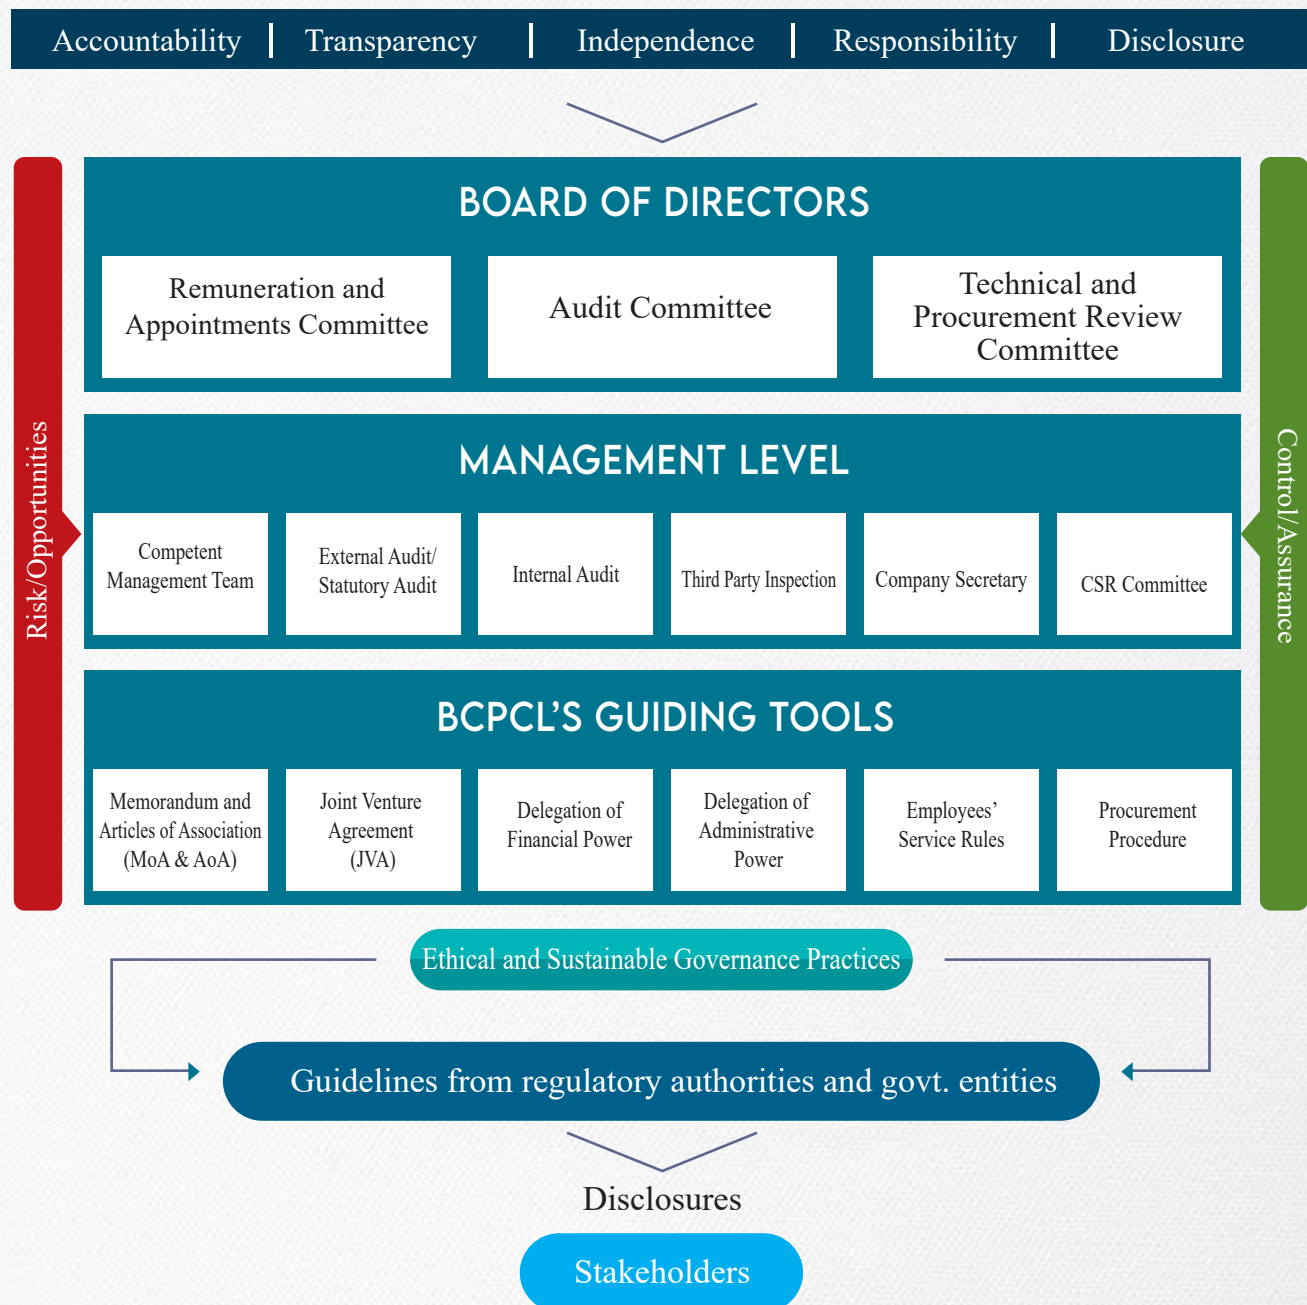 Accountability | Transparency | Independence | Responsibility | Disclosure
BOARD OF DIRECTORS
Remuneration and
Appointments Committee
Audit Committee
Technical and
Procurement Review
Committee
Risk/Opportunities
Control/Assurance
MANAGEMENT LEVEL
Competent
Management Team
External Audit/
Statutory Audit
Internal Audit
Third Party Inspection
Company Secretary
CSR Committee
BCPCL’S GUIDING TOOLS
Memorandum and
Articles of Association
(MoA & AoA)
Joint Venture
Agreement
(JVA)
Delegation of
Financial Power
Delegation of
Administrative
Power
Employees’
Service Rules
Procurement
Procedure
Ethical and Sustainable Governance Practices
Guidelines from regulatory authorities and govt. entities
Disclosures
Stakeholders